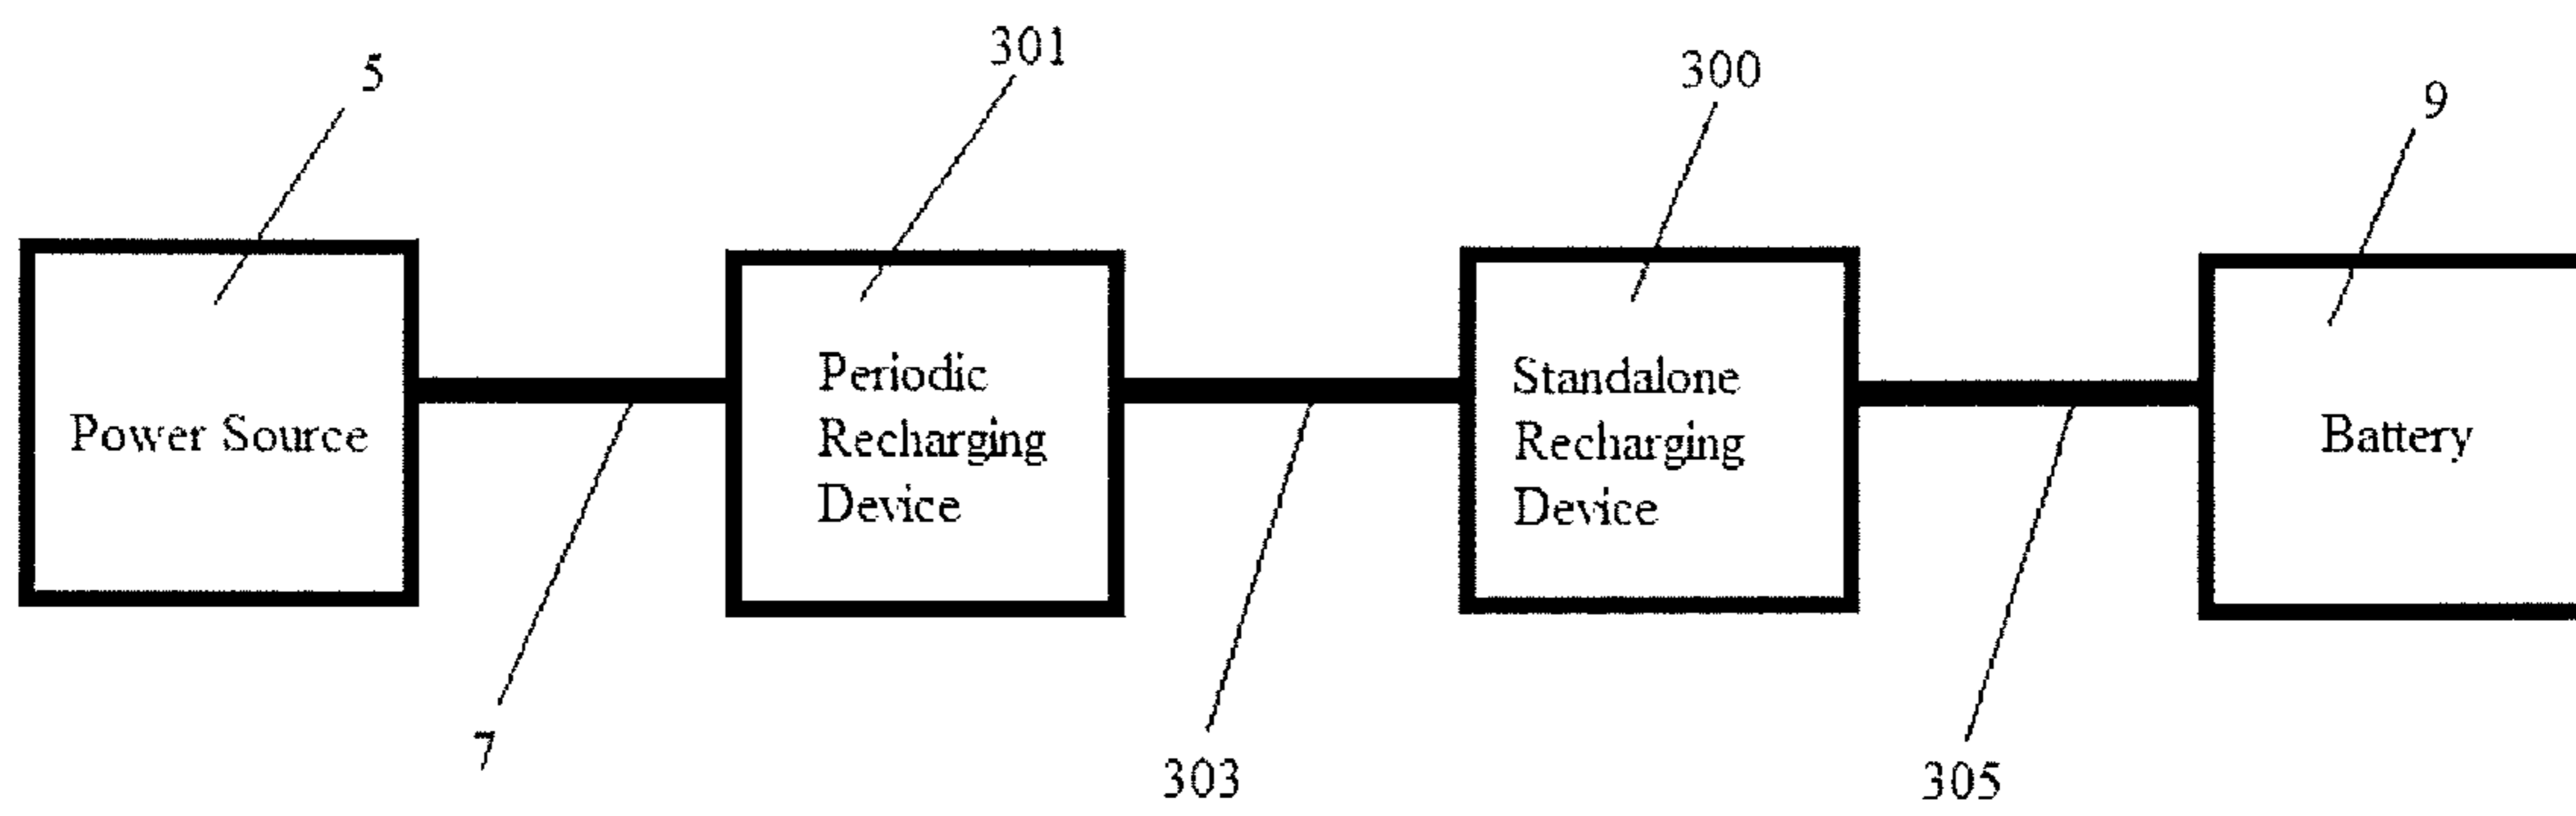 5
301
300
9
Power Source
Periodic
Recharging
Device
Standalone
Recharging
Device
Battery
7
303
305